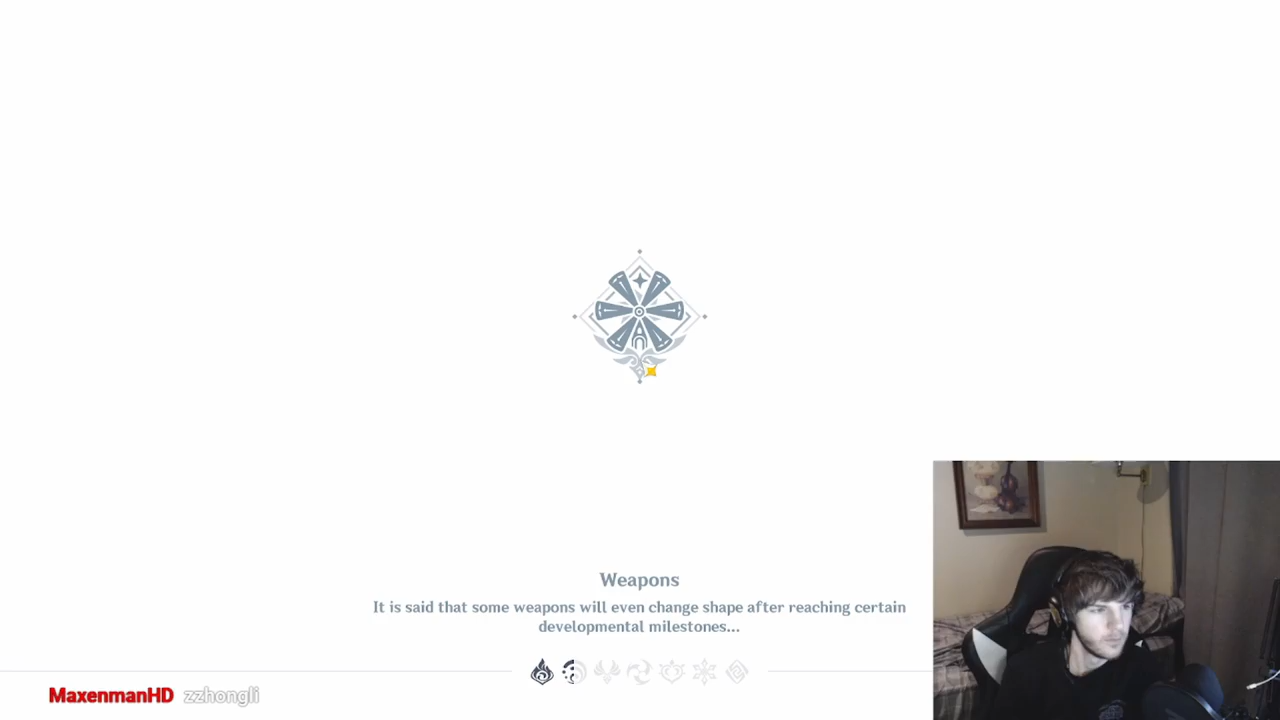 Weapons
It is said that some weapons will even change shape after reaching certain
developmental milestones...
MaxenmanHD zzhongli